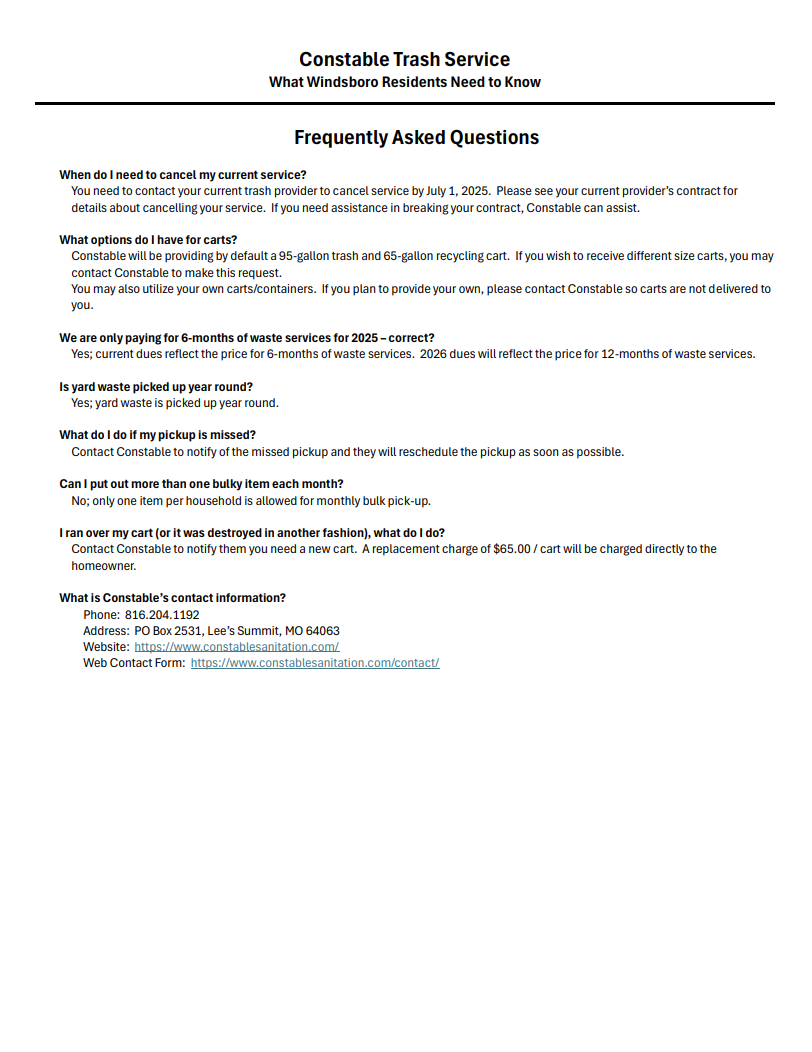 Constable Trash Service
What Windsboro Residents Need to Know
Frequently Asked Questions
When do I need to cancel my current service?
You need to contact your current trash provider to cancel service by July 1, 2025.  Please see your current provider’s contract for
details about cancelling your service.  If you need assistance in breaking your contract, Constable can assist.
What options do I have for carts?
Constable will be providing by default a 95-gallon trash and 65-gallon recycling cart.  If you wish to receive different size carts, you may
contact Constable to make this request.
You may also utilize your own carts/containers.  If you plan to provide your own, please contact Constable so carts are not delivered to
you.
We are only paying for 6-months of waste services for 2025 – correct?
Yes; current dues reflect the price for 6-months of waste services.  2026 dues will reflect the price for 12-months of waste services.
Is yard waste picked up year round?
Yes; yard waste is picked up year round.
What do I do if my pickup is missed?
Contact Constable to notify of the missed pickup and they will reschedule the pickup as soon as possible.
Can I put out more than one bulky item each month?
No; only one item per household is allowed for monthly bulk pick-up.
I ran over my cart (or it was destroyed in another fashion), what do I do?
Contact Constable to notify them you need a new cart.  A replacement charge of $65.00 / cart will be charged directly to the
homeowner.
What is Constable’s contact information?
Phone:  816.204.1192
Address:  PO Box 2531, Lee’s Summit, MO 64063
Website:  https://www.constablesanitation.com/
Web Contact Form:  https://www.constablesanitation.com/contact/